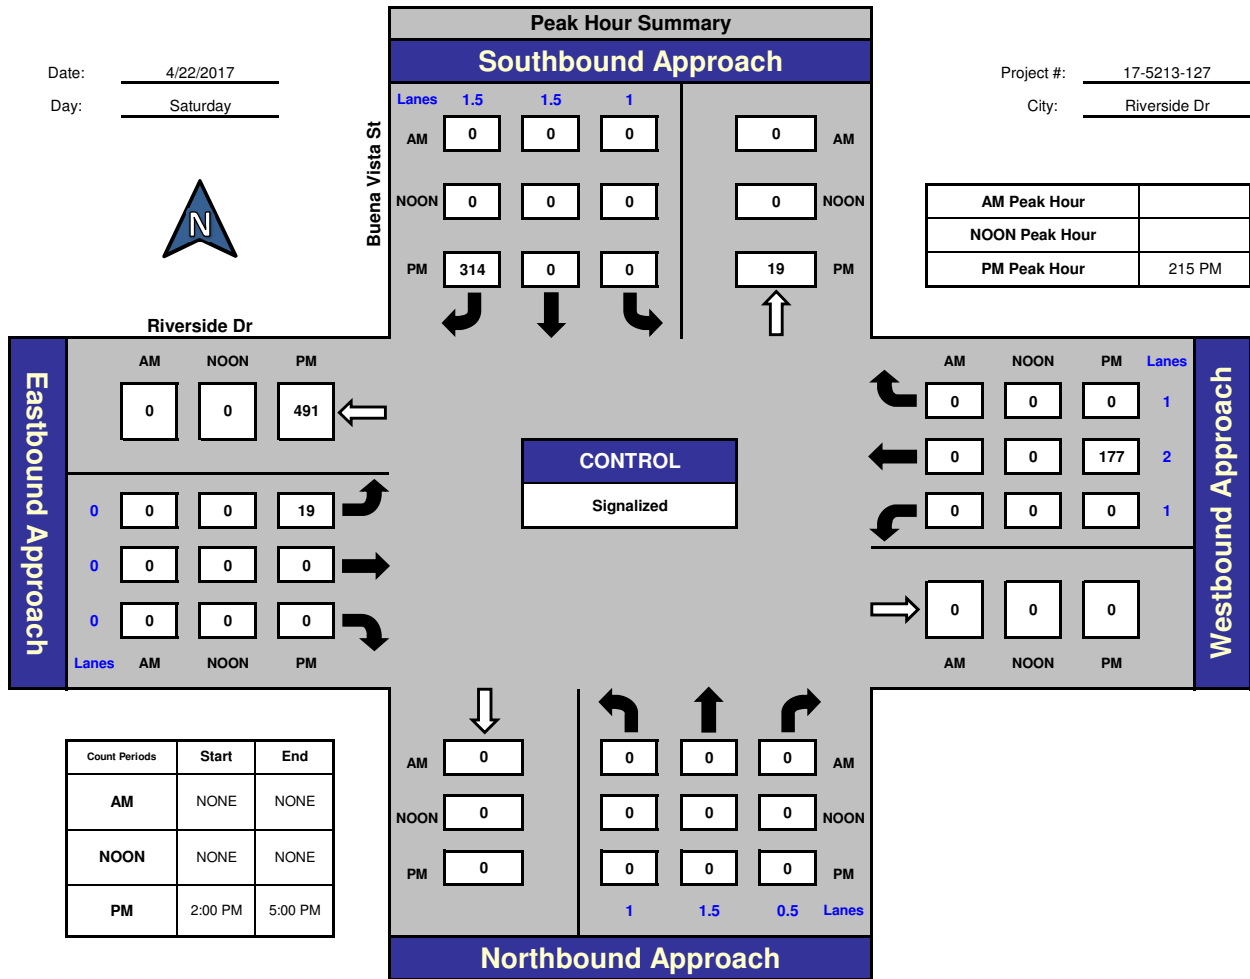 Peak Hour Summary
Southbound Approach
Date: 4/22/2017
Day: Saturday
Project #: 17-5213-127
City: Riverside Dr
Buena Vista St
Lanes 1.5 1.5 1
AM 0 0 0 0 AM
NOON 0 0 0 0 NOON
PM 314 0 0 19 PM
N
AM Peak Hour
NOON Peak Hour
PM Peak Hour 215 PM
Riverside Dr
Eastbound Approach
AM NOON PM
0 0 491
0 0 0 19
0 0 0 0
0 0 0 0
Lanes AM NOON PM
CONTROL
Signalized
AM NOON PM Lanes
0 0 0 1
0 0 177 2
0 0 0 1
0 0 0
AM NOON PM
Westbound Approach
AM 0 0 0 0 AM
NOON 0 0 0 0 NOON
PM 0 0 0 0 PM
1 1.5 0.5 Lanes
Northbound Approach
Count Periods Start End
AM NONE NONE
NOON NONE NONE
PM 2:00 PM 5:00 PM